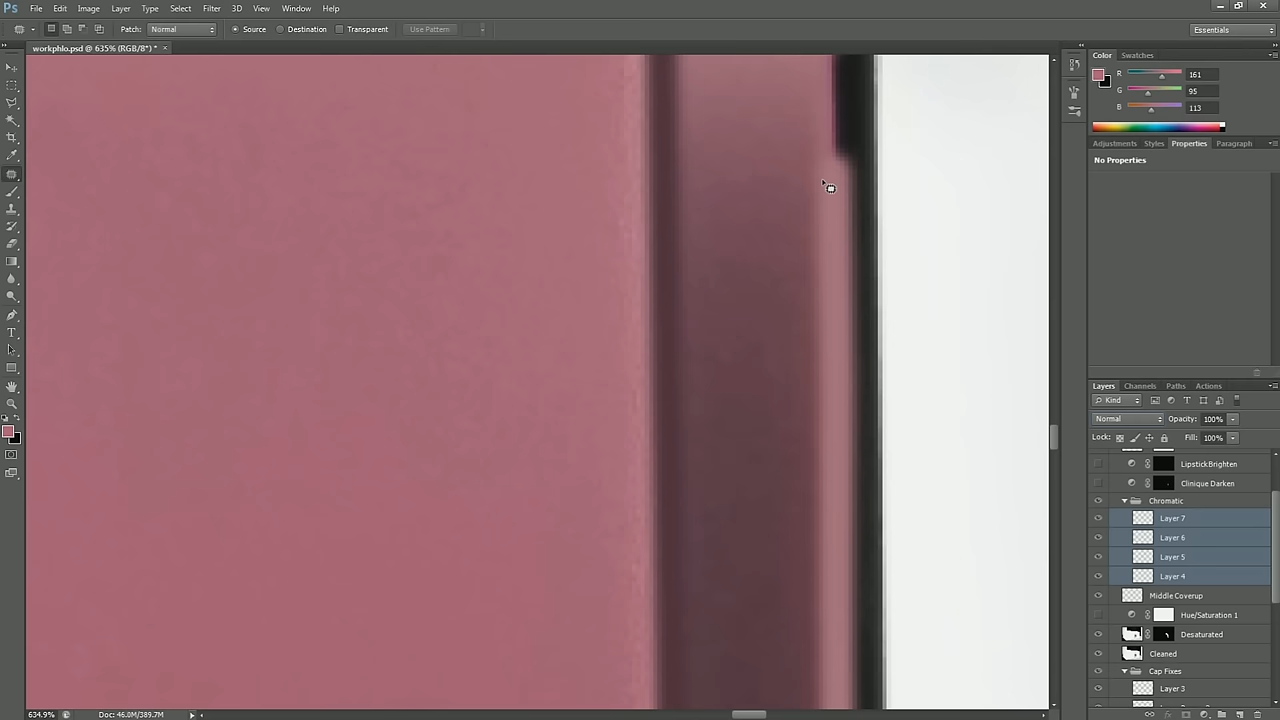 Ps File Edit Image Layer Type Select Filter 3D View Window Help
Patch: Normal Source Destination Transparent Use Pattern Essentials
workphlo.psd @ 635% (RGB/8*) * ×
Color Swatches
R 161
G 95
B 113
Adjustments Styles Properties Paragraph
No Properties
Layers Channels Paths Actions
Kind
Normal Opacity: 100%
Lock: Fill: 100%
LipstickBrighten
Clinique Darken
Chromatic
Layer 7
Layer 6
Layer 5
Layer 4
Middle Coverup
Hue/Saturation 1
Desaturated
Cleaned
Cap Fixes
Layer 3
634.9% Doc: 46.0M/389.7M